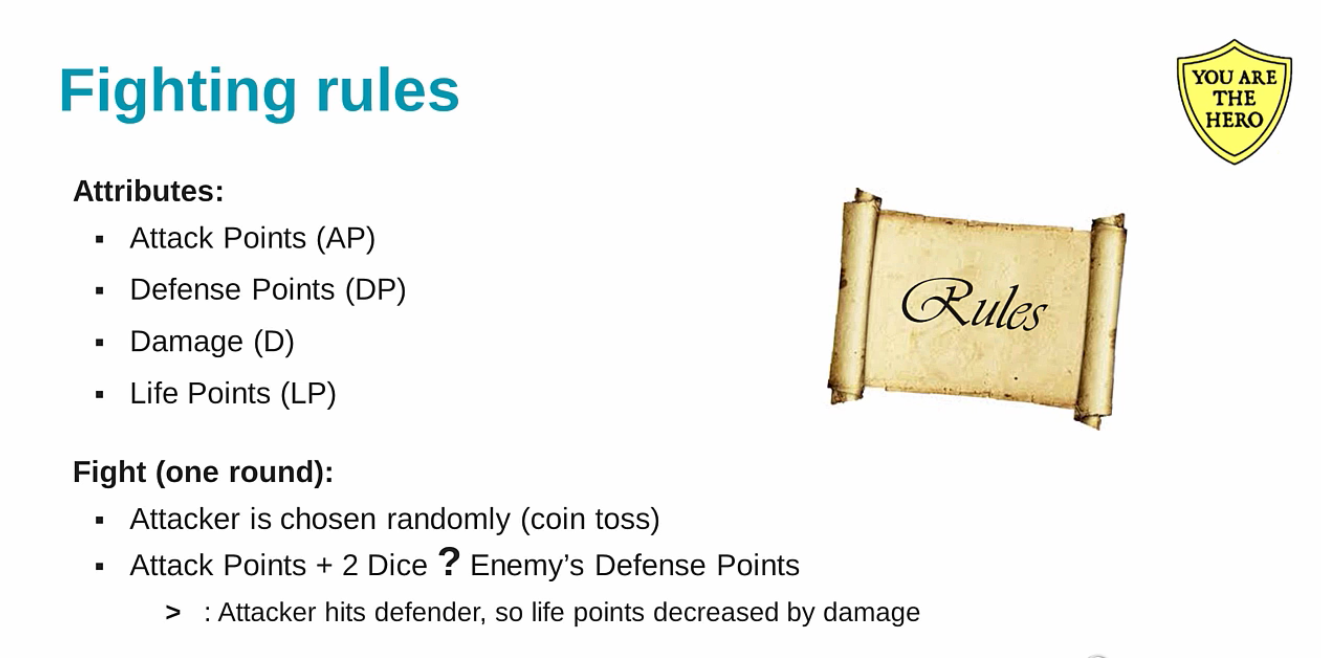 Fighting rules
YOU ARE
THE
HERO
Attributes:
▪ Attack Points (AP)
▪ Defense Points (DP)
▪ Damage (D)
▪ Life Points (LP)
Rules
Fight (one round):
▪ Attacker is chosen randomly (coin toss)
▪ Attack Points + 2 Dice ? Enemy’s Defense Points
> : Attacker hits defender, so life points decreased by damage